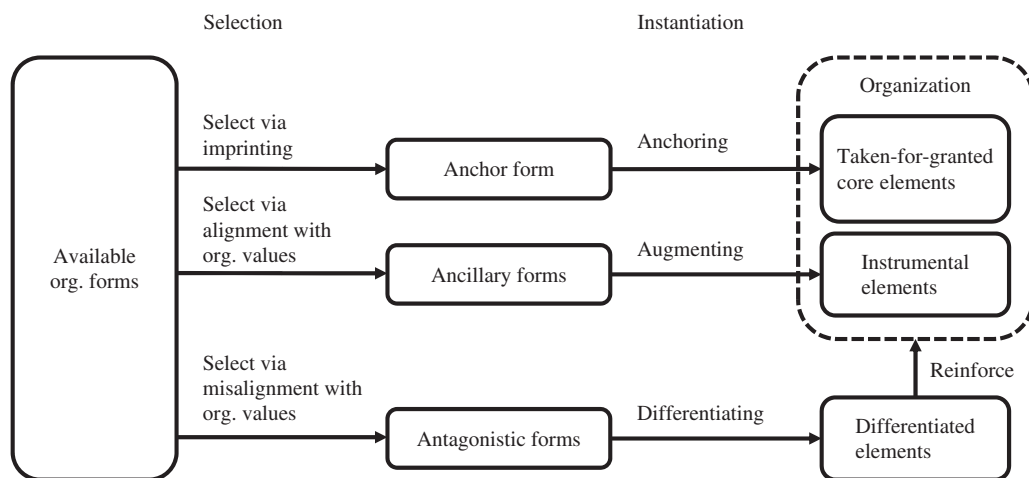 Selection
Instantiation
Available
org. forms
Select via
imprinting
Anchor form
Anchoring
Organization
Taken-for-granted
core elements
Select via
alignment with
org. values
Ancillary forms
Augmenting
Instrumental
elements
Select via
misalignment with
org. values
Antagonistic forms
Differentiating
Reinforce
Differentiated
elements